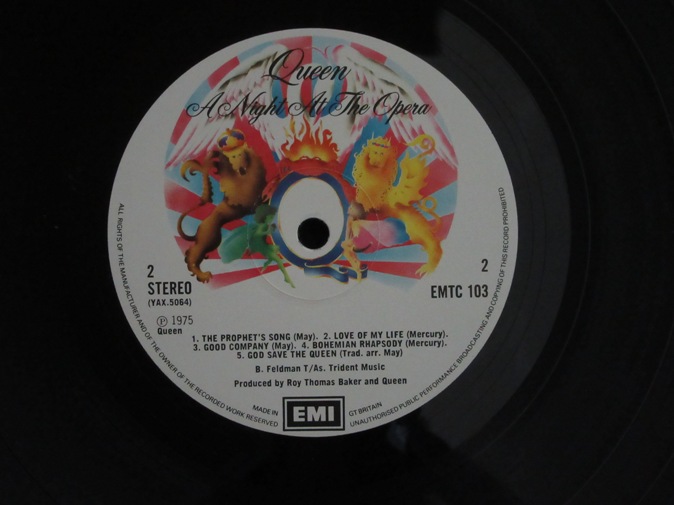 Queen
A Night At The Opera
2
STEREO
(YAX.5064)
℗ 1975
Queen
2
EMTC 103
1. THE PROPHET'S SONG (May). 2. LOVE OF MY LIFE (Mercury).
3. GOOD COMPANY (May). 4. BOHEMIAN RHAPSODY (Mercury).
5. GOD SAVE THE QUEEN (Trad. arr. May)
B. Feldman T/As. Trident Music
Produced by Roy Thomas Baker and Queen
MADE IN
EMI
GT BRITAIN
ALL RIGHTS OF THE MANUFACTURER AND OF THE OWNER OF THE RECORDED WORK RESERVED
UNAUTHORISED PUBLIC PERFORMANCE BROADCASTING AND COPYING OF THIS RECORD PROHIBITED